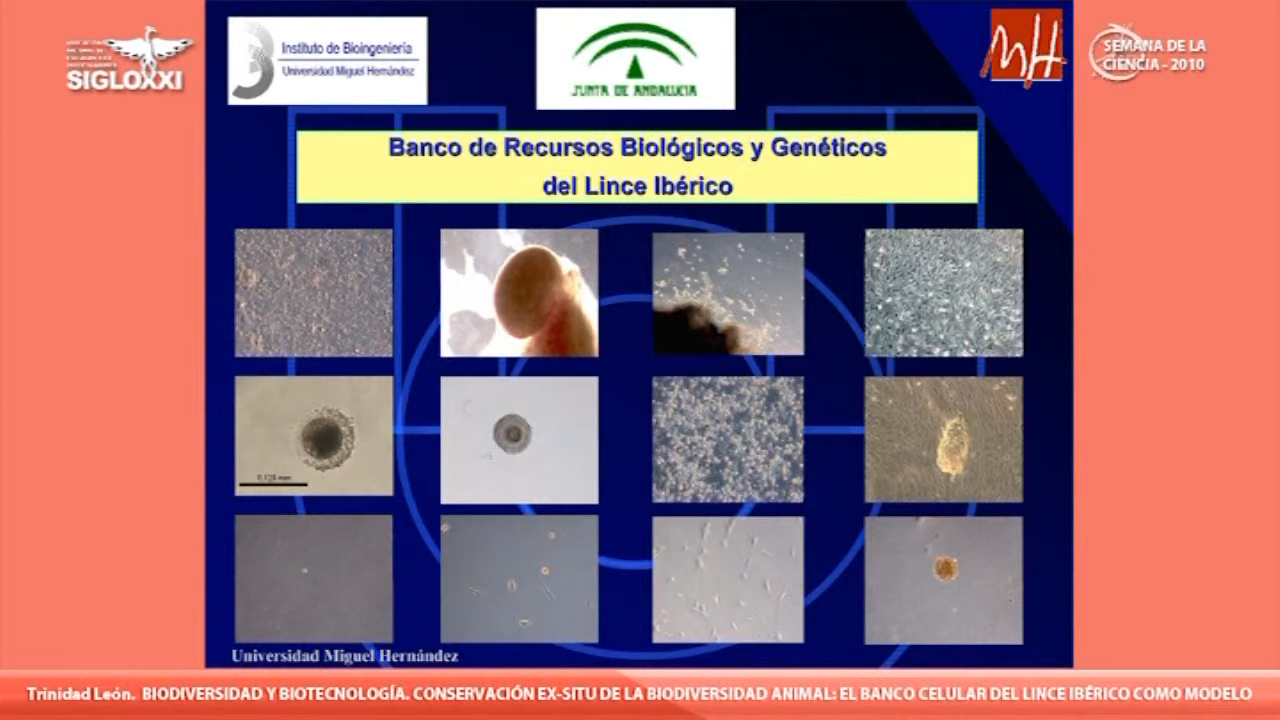 SIGLOXXI
Instituto de Bioingeniería
Universidad Miguel Hernández
JUNTA DE ANDALUCIA
MH
SEMANA DE LA
CIENCIA - 2010
Banco de Recursos Biológicos y Genéticos
del Lince Ibérico
0,125 mm
Universidad Miguel Hernández
Trinidad León. BIODIVERSIDAD Y BIOTECNOLOGÍA. CONSERVACIÓN EX-SITU DE LA BIODIVERSIDAD ANIMAL: EL BANCO CELULAR DEL LINCE IBÉRICO COMO MODELO